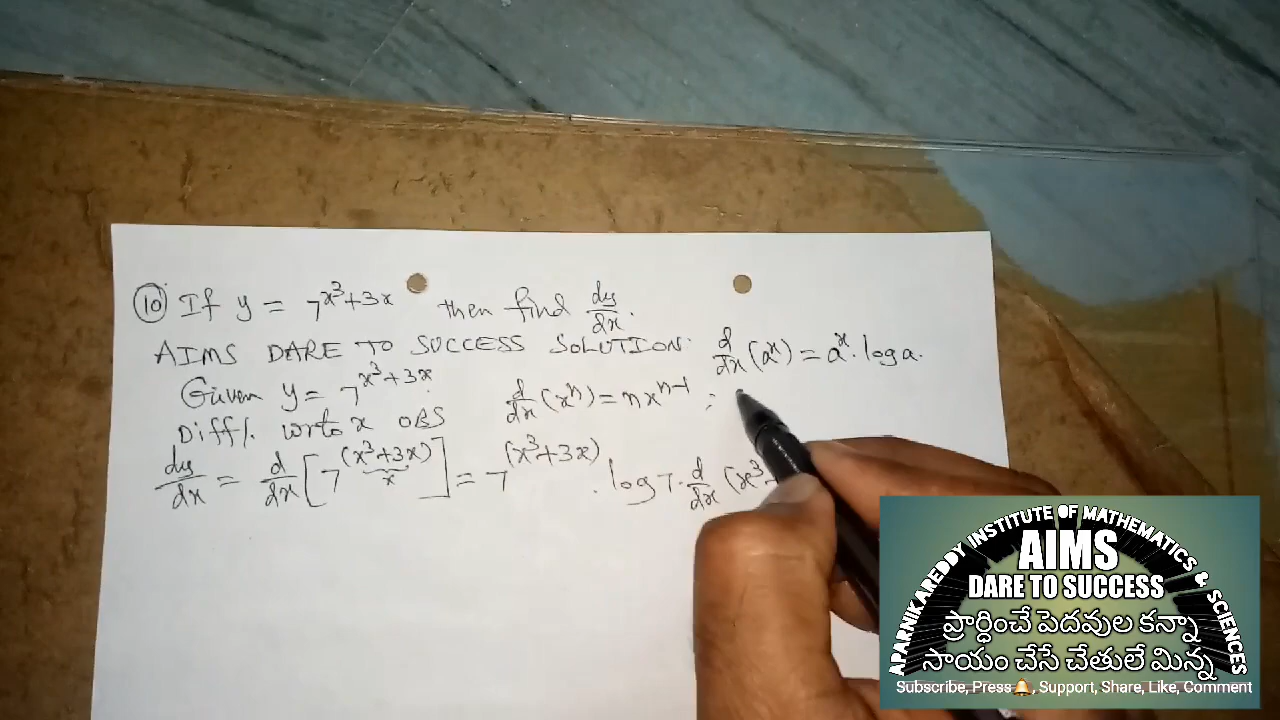 ⑩ If y = 7^{x³+3x} then find dy/dx.
AIMS DARE TO SUCCESS SOLUTION: d/dx (a^x) = a^x · log a.
Given y = 7^{x³+3x}
d/dx (x^n) = n x^{n-1} ;
Diff/. w r to x OBS
dy/dx = d/dx [7^{(x³+3x)}] = 7^{(x³+3x)} . log 7 · d/dx (x³
x
APARNIKAREDDY INSTITUTE OF MATHEMATICS & SCIENCES
AIMS
DARE TO SUCCESS
ప్రార్ధించే పెదవుల కన్నా
సాయం చేసే చేతులే మిన్న
Subscribe, Press🔔, Support, Share, Like, Comment